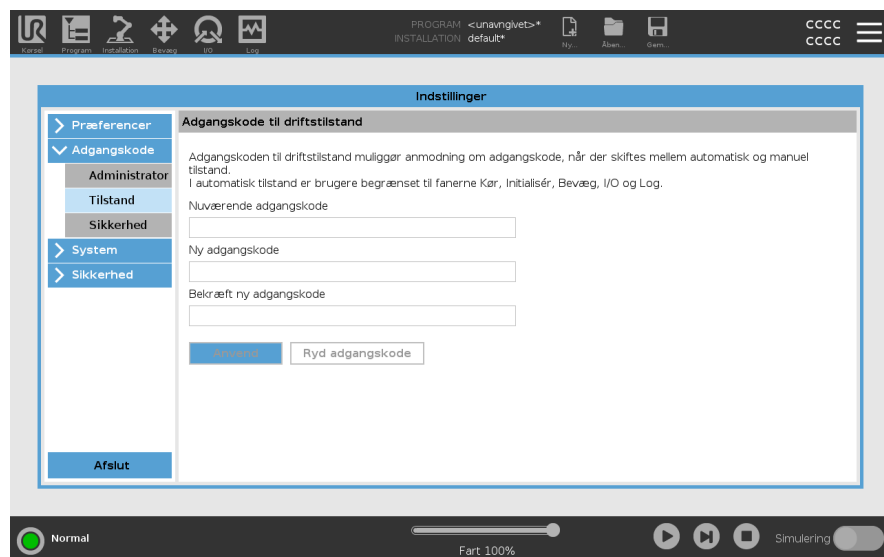 PROGRAM <unavngivet>*
INSTALLATION default*
Kørsel Program Installation Bevæg I/O Log Ny... Åben... Gem...
CCCC
CCCC
Indstillinger
Præferencer
Adgangskode
Administrator
Tilstand
Sikkerhed
System
Sikkerhed
Afslut
Adgangskode til driftstilstand
Adgangskoden til driftstilstand muliggør anmodning om adgangskode, når der skiftes mellem automatisk og manuel
tilstand.
I automatisk tilstand er brugere begrænset til fanerne Kør, Initialisér, Bevæg, I/O og Log.
Nuværende adgangskode
Ny adgangskode
Bekræft ny adgangskode
Anvend Ryd adgangskode
Normal
Fart 100%
Simulering